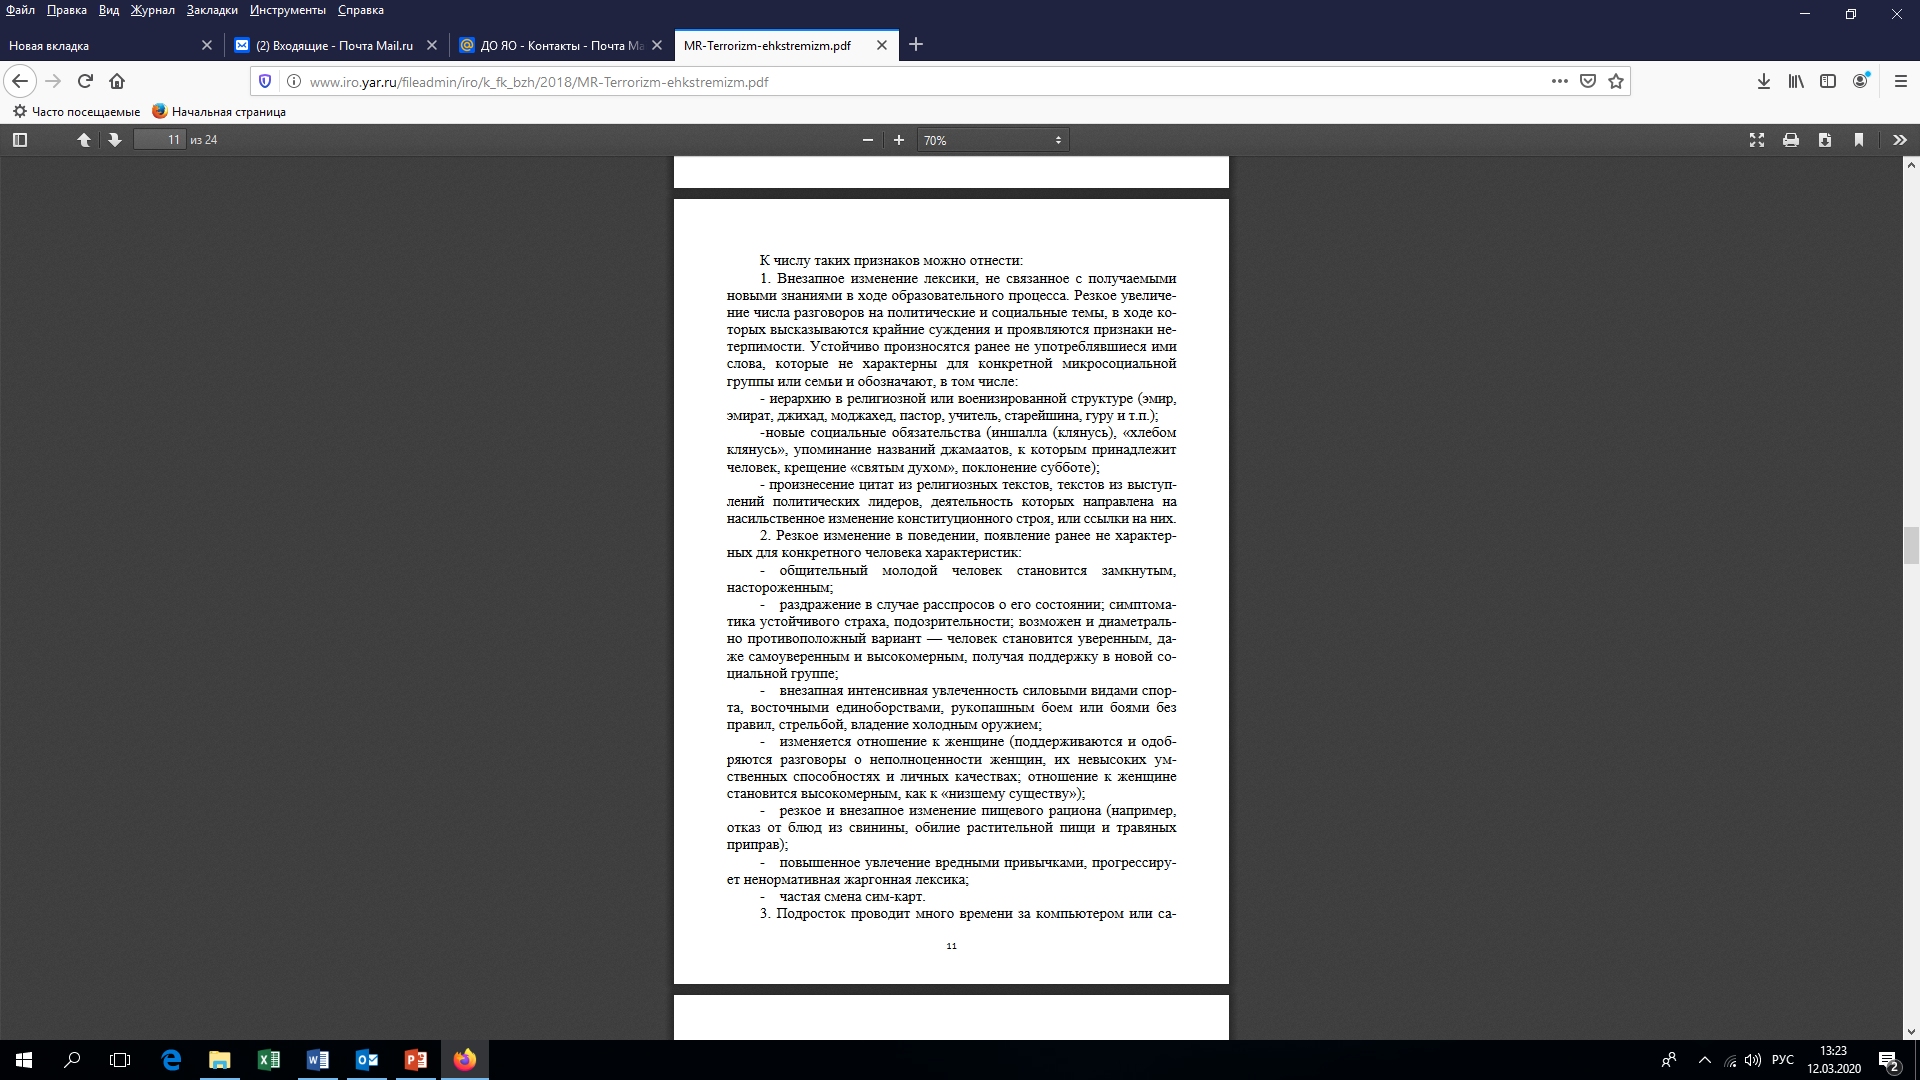 Файл Правка Вид Журнал Закладки Инструменты Справка
Новая вкладка
(2) Входящие - Почта Mail.ru
ДО ЯО - Контакты - Почта Ma
MR-Terrorizm-ehkstremizm.pdf
www.iro.yar.ru/fileadmin/iro/k_fk_bzh/2018/MR-Terrorizm-ehkstremizm.pdf
Часто посещаемые Начальная страница
11 из 24
70%
К числу таких признаков можно отнести:
1. Внезапное изменение лексики, не связанное с получаемыми
новыми знаниями в ходе образовательного процесса. Резкое увеличе-
ние числа разговоров на политические и социальные темы, в ходе ко-
торых высказываются крайние суждения и проявляются признаки не-
терпимости. Устойчиво произносятся ранее не употреблявшиеся ими
слова, которые не характерны для конкретной микросоциальной
группы или семьи и обозначают, в том числе:
- иерархию в религиозной или военизированной структуре (эмир,
эмират, джихад, моджахед, пастор, учитель, старейшина, гуру и т.п.);
-новые социальные обязательства (иншалла (клянусь), «хлебом
клянусь», упоминание названий джамаатов, к которым принадлежит
человек, крещение «святым духом», поклонение субботе);
- произнесение цитат из религиозных текстов, текстов из выступ-
лений политических лидеров, деятельность которых направлена на
насильственное изменение конституционного строя, или ссылки на них.
2. Резкое изменение в поведении, появление ранее не характер-
ных для конкретного человека характеристик:
- общительный молодой человек становится замкнутым,
настороженным;
- раздражение в случае расспросов о его состоянии; симптома-
тика устойчивого страха, подозрительности; возможен и диаметраль-
но противоположный вариант — человек становится уверенным, да-
же самоуверенным и высокомерным, получая поддержку в новой со-
циальной группе;
- внезапная интенсивная увлеченность силовыми видами спор-
та, восточными единоборствами, рукопашным боем или боями без
правил, стрельбой, владение холодным оружием;
- изменяется отношение к женщине (поддерживаются и одоб-
ряются разговоры о неполноценности женщин, их невысоких ум-
ственных способностях и личных качествах; отношение к женщине
становится высокомерным, как к «низшему существу»);
- резкое и внезапное изменение пищевого рациона (например,
отказ от блюд из свинины, обилие растительной пищи и травяных
приправ);
- повышенное увлечение вредными привычками, прогрессиру-
ет ненормативная жаргонная лексика;
- частая смена сим-карт.
3. Подросток проводит много времени за компьютером или са-
11
РУС
13:23
12.03.2020
2